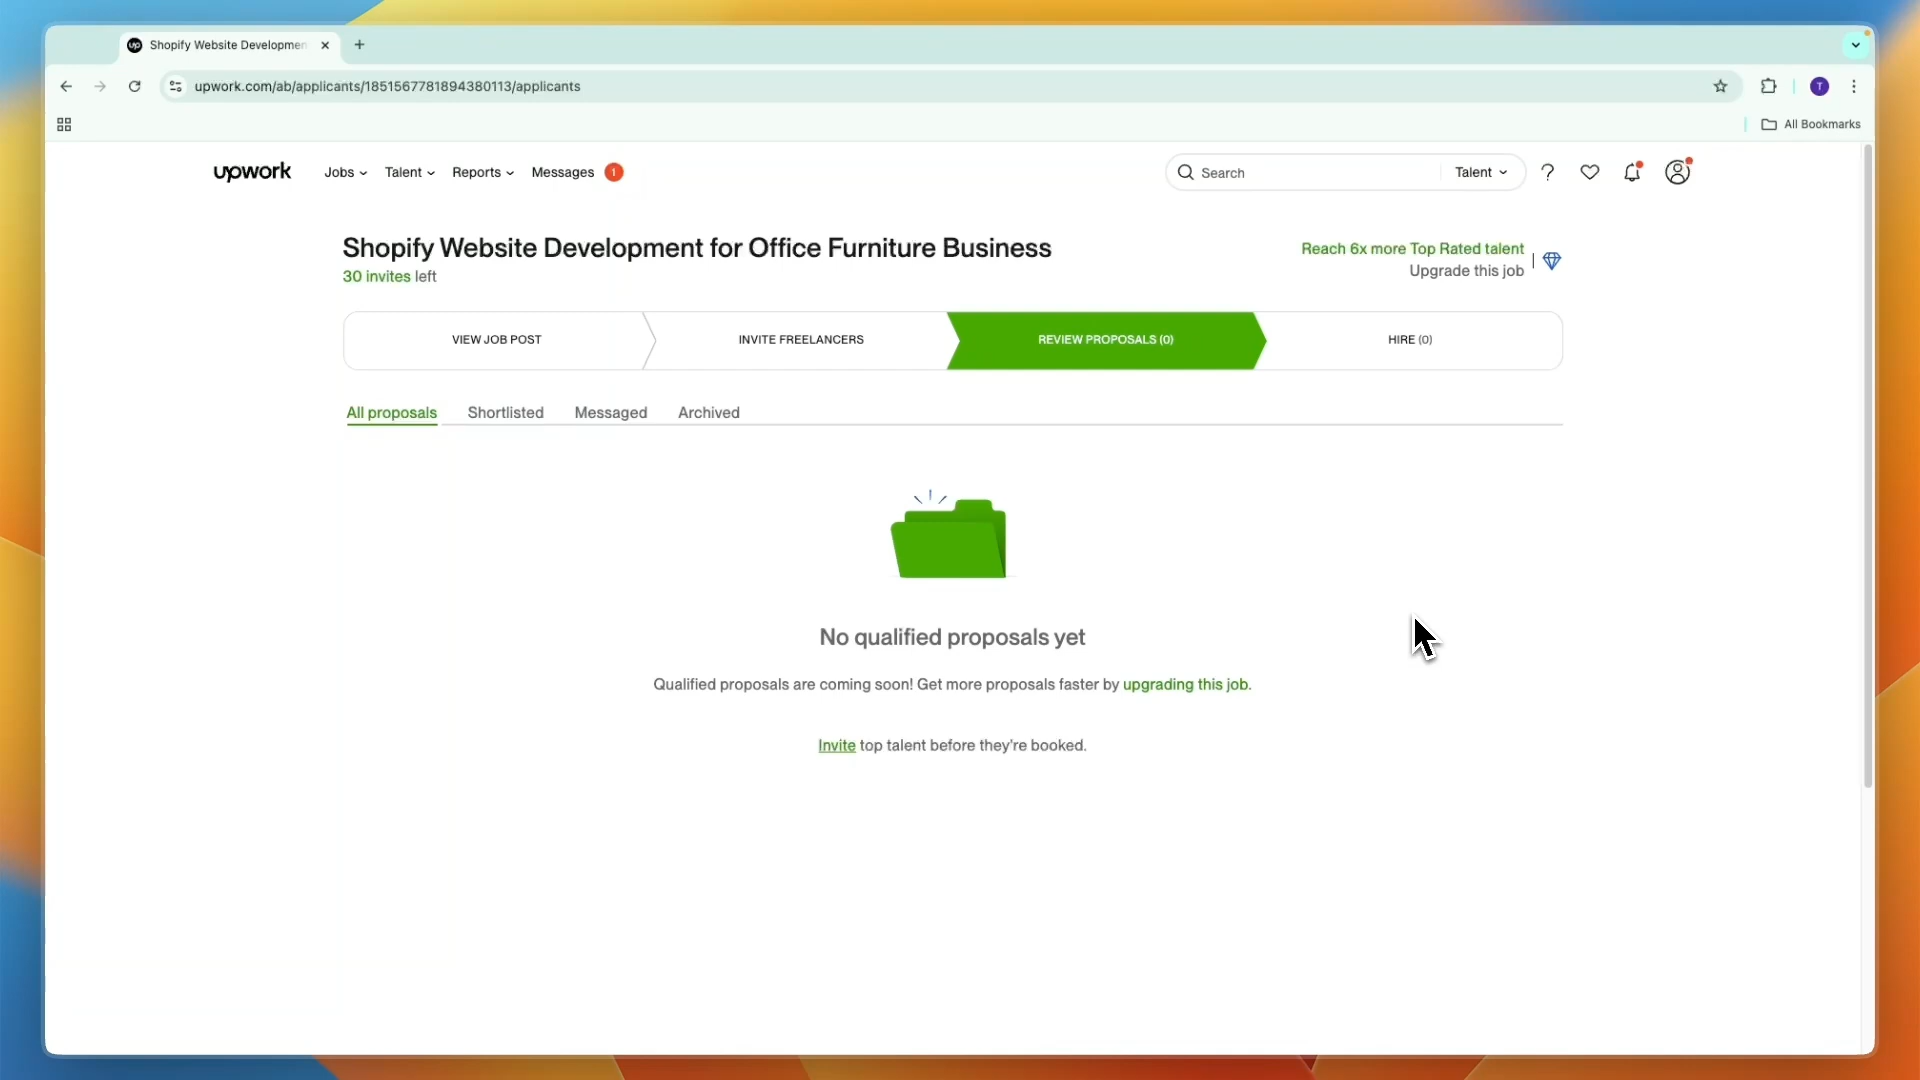 Shopify Website Developmen
upwork.com/ab/applicants/1851567781894380113/applicants
T
All Bookmarks
upwork Jobs Talent Reports Messages 1 Search Talent
Shopify Website Development for Office Furniture Business
30 invites left
Reach 6x more Top Rated talent
Upgrade this job
VIEW JOB POST INVITE FREELANCERS REVIEW PROPOSALS (0) HIRE (0)
All proposals Shortlisted Messaged Archived
No qualified proposals yet
Qualified proposals are coming soon! Get more proposals faster by upgrading this job.
Invite top talent before they're booked.